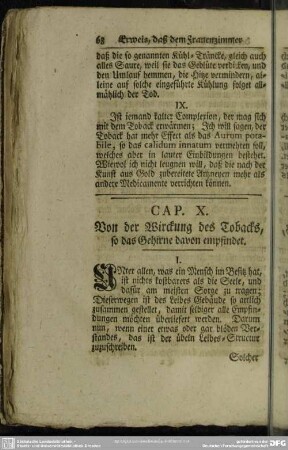 68 Erweis, daß dem Frauenzimmer
daß die so genannten Kühl-Träncke, gleich auch
alles Saure, weil sie das Geblüte verdicken, und
den Umlauf hemmen, die Hitze vermindern, al-
leine auf solche eingeführte Kühlung folget all-
mählich der Tod.
IX.
Ist jemand kalter Complexion, der mag sich
mit dem Toback erwärmen; Ich will sagen, der
Toback hat mehr Effect als das Aurum pota-
bile, so das calidum innatum vermehren soll,
welches aber in lauter Einbildungen bestehet.
Wiewol ich nicht leugnen will, daß die nach der
Kunst aus Gold zubereitete Artzneyen mehr als
andere Medicamente verrichten können.
CAP. X.
Von der Wirckung des Tobacks,
so das Gehirne davon empfindet.
I.
UNter allen, was ein Mensch im Besitz hat,
ist nichts kostbarers als die Seele, und
dafür am meisten Sorge zu tragen;
Dieserwegen ist des Leibes Gebäude so artlich
zusammen gestellet, damit selbiger alle Empfin-
dungen möchten überliefert werden. Darum
nun, wenn einer etwas oder gar blöden Ver-
standes, das ist der übeln Leibes-Structur
zuzuschreiben.
Solcher
DFG